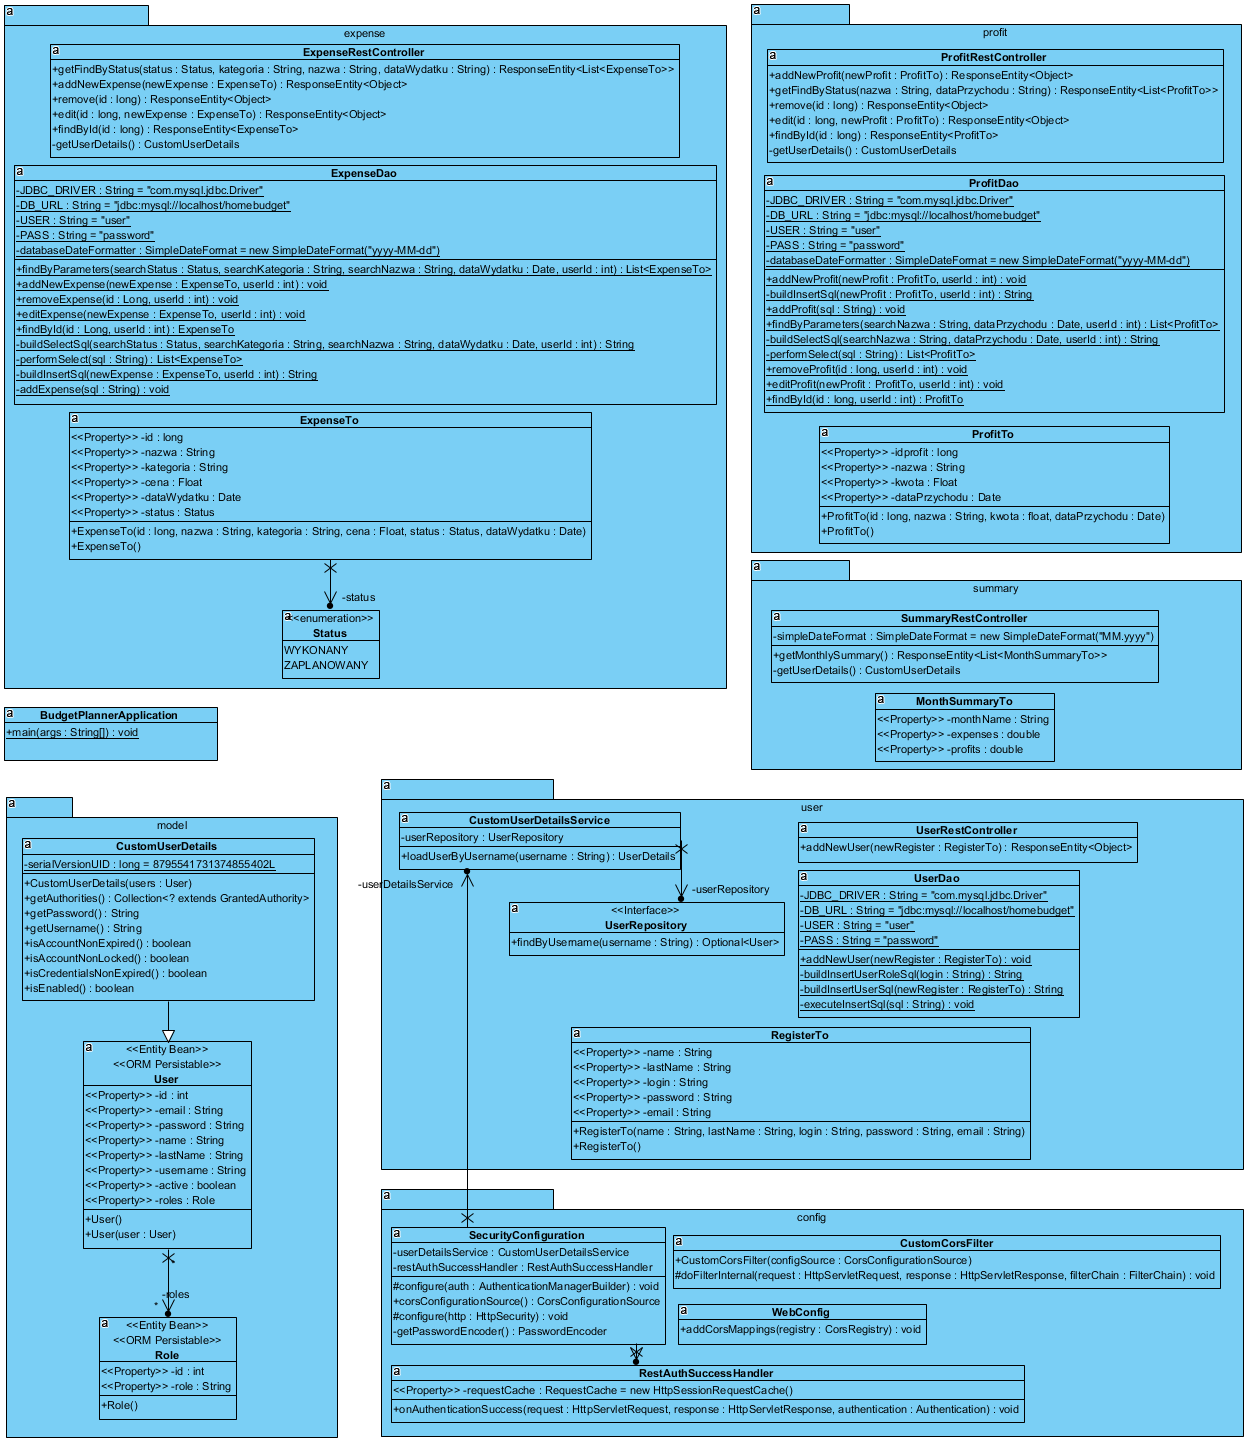 a
expense
a
ExpenseRestController
+getFindByStatus(status : Status, kategoria : String, nazwa : String, dataWydatku : String) : ResponseEntity<List<ExpenseTo>>
+addNewExpense(newExpense : ExpenseTo) : ResponseEntity<Object>
+remove(id : long) : ResponseEntity<Object>
+edit(id : long, newExpense : ExpenseTo) : ResponseEntity<Object>
+findById(id : long) : ResponseEntity<ExpenseTo>
-getUserDetails() : CustomUserDetails
a
ExpenseDao
-JDBC_DRIVER : String = "com.mysql.jdbc.Driver"
-DB_URL : String = "jdbc:mysql://localhost/homebudget"
-USER : String = "user"
-PASS : String = "password"
-databaseDateFormatter : SimpleDateFormat = new SimpleDateFormat("yyyy-MM-dd")
+findByParameters(searchStatus : Status, searchKategoria : String, searchNazwa : String, dataWydatku : Date, userId : int) : List<ExpenseTo>
+addNewExpense(newExpense : ExpenseTo, userId : int) : void
+removeExpense(id : Long, userId : int) : void
+editExpense(newExpense : ExpenseTo, userId : int) : void
+findById(id : Long, userId : int) : ExpenseTo
-buildSelectSql(searchStatus : Status, searchKategoria : String, searchNazwa : String, dataWydatku : Date, userId : int) : String
-performSelect(sql : String) : List<ExpenseTo>
-buildInsertSql(newExpense : ExpenseTo, userId : int) : String
-addExpense(sql : String) : void
a
ExpenseTo
<<Property>> -id : long
<<Property>> -nazwa : String
<<Property>> -kategoria : String
<<Property>> -cena : Float
<<Property>> -dataWydatku : Date
<<Property>> -status : Status
+ExpenseTo(id : long, nazwa : String, kategoria : String, cena : Float, status : Status, dataWydatku : Date)
+ExpenseTo()
-status
a
<<enumeration>>
Status
WYKONANY
ZAPLANOWANY
a
profit
a
ProfitRestController
+addNewProfit(newProfit : ProfitTo) : ResponseEntity<Object>
+getFindByStatus(nazwa : String, dataPrzychodu : String) : ResponseEntity<List<ProfitTo>>
+remove(id : long) : ResponseEntity<Object>
+edit(id : long, newProfit : ProfitTo) : ResponseEntity<Object>
+findById(id : long) : ResponseEntity<ProfitTo>
-getUserDetails() : CustomUserDetails
a
ProfitDao
-JDBC_DRIVER : String = "com.mysql.jdbc.Driver"
-DB_URL : String = "jdbc:mysql://localhost/homebudget"
-USER : String = "user"
-PASS : String = "password"
-databaseDateFormatter : SimpleDateFormat = new SimpleDateFormat("yyyy-MM-dd")
+addNewProfit(newProfit : ProfitTo, userId : int) : void
-buildInsertSql(newProfit : ProfitTo, userId : int) : String
-addProfit(sql : String) : void
+findByParameters(searchNazwa : String, dataPrzychodu : Date, userId : int) : List<ProfitTo>
-buildSelectSql(searchNazwa : String, dataPrzychodu : Date, userId : int) : String
-performSelect(sql : String) : List<ProfitTo>
+removeProfit(id : long, userId : int) : void
+editProfit(newProfit : ProfitTo, userId : int) : void
+findById(id : long, userId : int) : ProfitTo
a
ProfitTo
<<Property>> -idprofit : long
<<Property>> -nazwa : String
<<Property>> -kwota : Float
<<Property>> -dataPrzychodu : Date
+ProfitTo(id : long, nazwa : String, kwota : float, dataPrzychodu : Date)
+ProfitTo()
a
summary
a
SummaryRestController
-simpleDateFormat : SimpleDateFormat = new SimpleDateFormat("MM.yyyy")
+getMonthlySummary() : ResponseEntity<List<MonthSummaryTo>>
-getUserDetails() : CustomUserDetails
a
MonthSummaryTo
<<Property>> -monthName : String
<<Property>> -expenses : double
<<Property>> -profits : double
a
BudgetPlannerApplication
+main(args : String[]) : void
a
model
a
CustomUserDetails
-serialVersionUID : long = 8795541731374855402L
+CustomUserDetails(users : User)
+getAuthorities() : Collection<? extends GrantedAuthority>
+getPassword() : String
+getUsername() : String
+isAccountNonExpired() : boolean
+isAccountNonLocked() : boolean
+isCredentialsNonExpired() : boolean
+isEnabled() : boolean
a
<<Entity Bean>>
<<ORM Persistable>>
User
<<Property>> -id : int
<<Property>> -email : String
<<Property>> -password : String
<<Property>> -name : String
<<Property>> -lastName : String
<<Property>> -username : String
<<Property>> -active : boolean
<<Property>> -roles : Role
+User()
+User(user : User)
*
-roles
*
a
<<Entity Bean>>
<<ORM Persistable>>
Role
<<Property>> -id : int
<<Property>> -role : String
+Role()
a
user
a
CustomUserDetailsService
-userRepository : UserRepository
+loadUserByUsername(username : String) : UserDetails
-userDetailsService
-userRepository
a
<<Interface>>
UserRepository
+findByUsername(username : String) : Optional<User>
a
UserRestController
+addNewUser(newRegister : RegisterTo) : ResponseEntity<Object>
a
UserDao
-JDBC_DRIVER : String = "com.mysql.jdbc.Driver"
-DB_URL : String = "jdbc:mysql://localhost/homebudget"
-USER : String = "user"
-PASS : String = "password"
+addNewUser(newRegister : RegisterTo) : void
-buildInsertUserRoleSql(login : String) : String
-buildInsertUserSql(newRegister : RegisterTo) : String
-executeInsertSql(sql : String) : void
a
RegisterTo
<<Property>> -name : String
<<Property>> -lastName : String
<<Property>> -login : String
<<Property>> -password : String
<<Property>> -email : String
+RegisterTo(name : String, lastName : String, login : String, password : String, email : String)
+RegisterTo()
a
config
a
SecurityConfiguration
-userDetailsService : CustomUserDetailsService
-restAuthSuccessHandler : RestAuthSuccessHandler
#configure(auth : AuthenticationManagerBuilder) : void
+corsConfigurationSource() : CorsConfigurationSource
#configure(http : HttpSecurity) : void
-getPasswordEncoder() : PasswordEncoder
a
CustomCorsFilter
+CustomCorsFilter(configSource : CorsConfigurationSource)
#doFilterInternal(request : HttpServletRequest, response : HttpServletResponse, filterChain : FilterChain) : void
a
WebConfig
+addCorsMappings(registry : CorsRegistry) : void
a
RestAuthSuccessHandler
<<Property>> -requestCache : RequestCache = new HttpSessionRequestCache()
+onAuthenticationSuccess(request : HttpServletRequest, response : HttpServletResponse, authentication : Authentication) : void